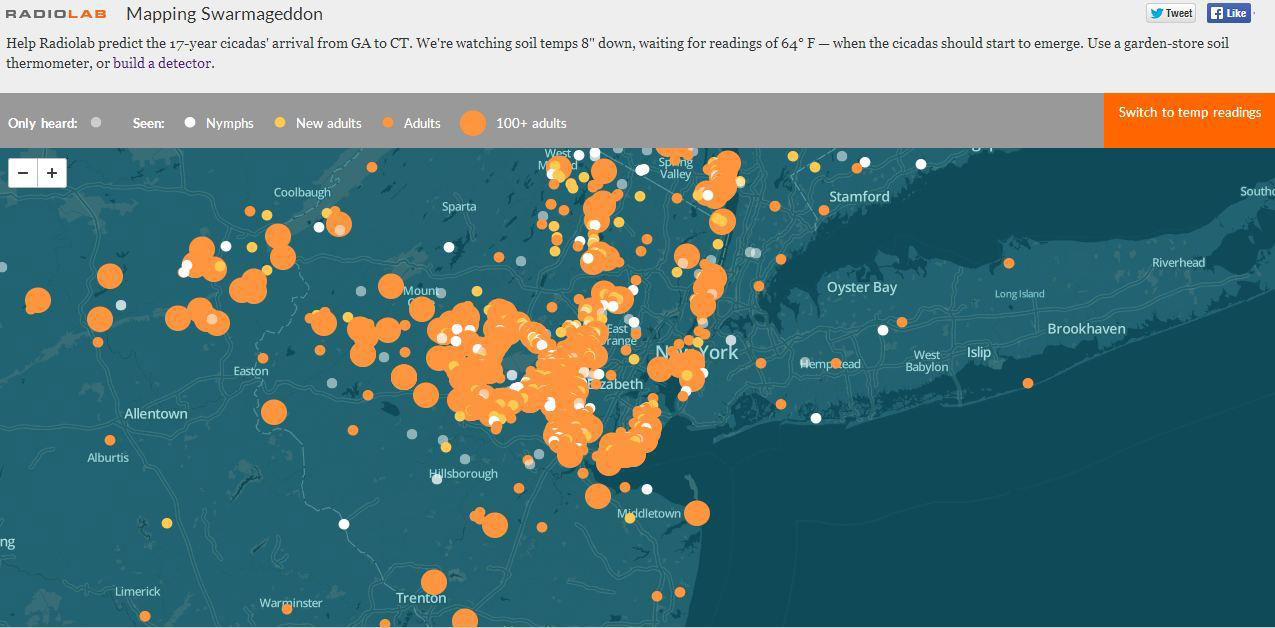 RADIOLAB Mapping Swarmageddon
Tweet
Like
Help Radiolab predict the 17-year cicadas' arrival from GA to CT. We're watching soil temps 8" down, waiting for readings of 64° F — when the cicadas should start to emerge. Use a garden-store soil
thermometer, or build a detector.
Only heard: Seen: Nymphs New adults Adults 100+ adults
Switch to temp readings
− +
West
Spring
Valley
Coolbaugh
Sparta
Stamford
Riverhead
Oyster Bay
Long Island
Mount
Brookhaven
East
Orange
New York
Hempstead
West
Babylon
Islip
Easton
Elizabeth
Allentown
Alburtis
Hillsborough
Middletown
ng
Limerick
Warminster
Trenton